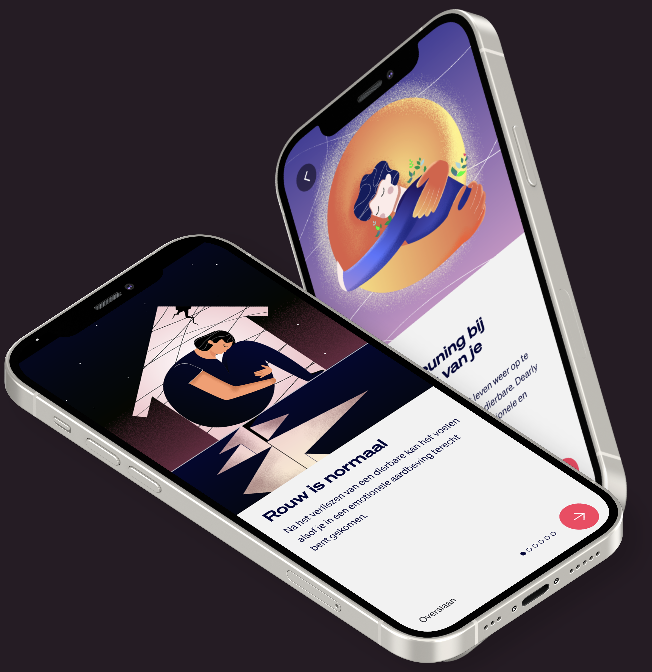 Rouw is normaal
Na het verliezen van een dierbare kan het voelen
alsof je in een emotionele aardbeving terecht
bent gekomen.
Overslaan
uning bij
van je
leven weer op te
dierbare. Dearly
ionele en